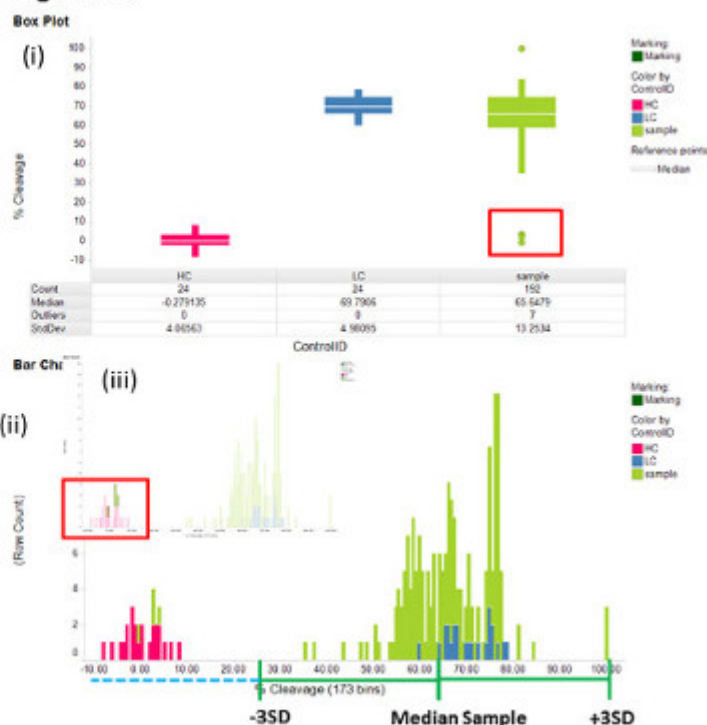 Box Plot
(i)
% Cleavage
100
90
80
70
60
50
40
30
20
10
0
-10
Marking:
Marking
Color by
ControlID
HC
LC
sample
Reference points
Median
HC LC sample
Count 24 24 192
Median -0.279135 69.7906 65.6479
Outliers 0 0 7
StdDev 4.06563 4.98095 13.2534
ControlID
Bar Cha
(iii)
(ii)
(Row Count)
6
4
2
0
Marking:
Marking
Color by
ControlID
HC
LC
sample
-10.00 0.00 10.00 20.00 30.00 40.00 50.00 60.00 70.00 80.00 90.00 100.00
% Cleavage (173 bins)
-3SD Median Sample +3SD